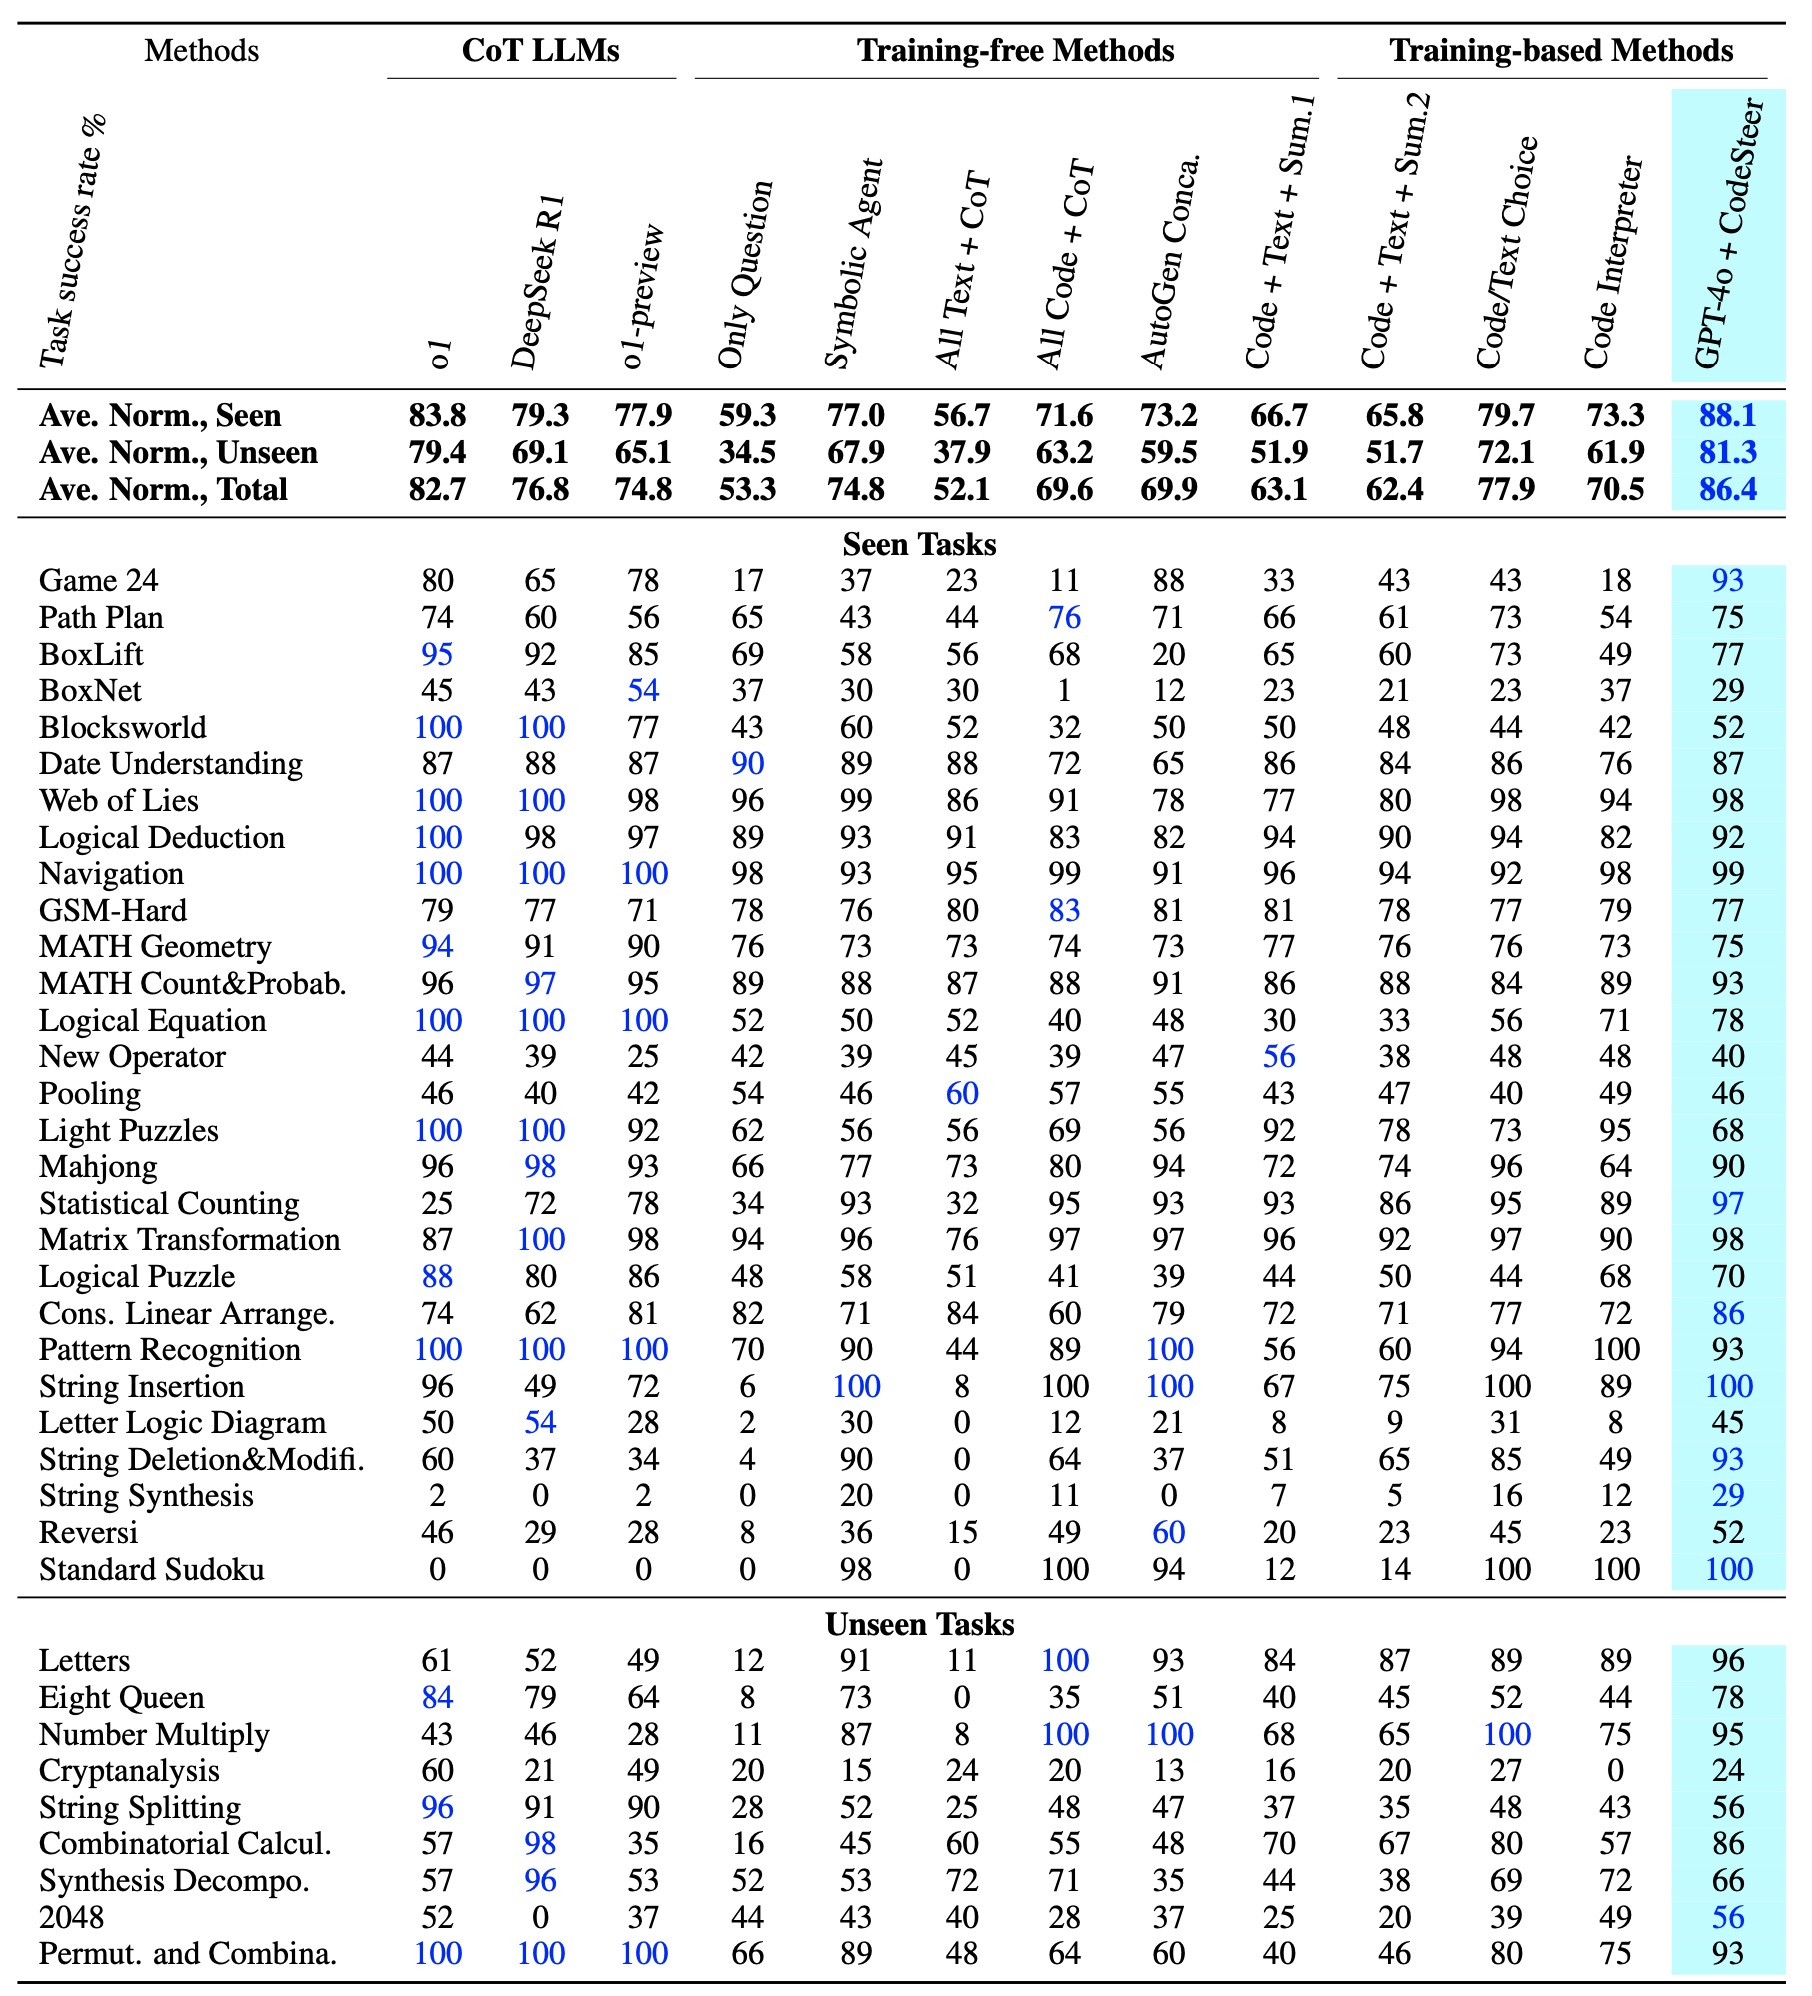 Methods CoT LLMs Training-free Methods Training-based Methods
Task success rate % o1 DeepSeek R1 o1-preview Only Question Symbolic Agent All Text + CoT All Code + CoT AutoGen Conca. Code + Text + Sum.1 Code + Text + Sum.2 Code/Text Choice Code Interpreter GPT-4o + CodeSteer
Ave. Norm., Seen 83.8 79.3 77.9 59.3 77.0 56.7 71.6 73.2 66.7 65.8 79.7 73.3 88.1
Ave. Norm., Unseen 79.4 69.1 65.1 34.5 67.9 37.9 63.2 59.5 51.9 51.7 72.1 61.9 81.3
Ave. Norm., Total 82.7 76.8 74.8 53.3 74.8 52.1 69.6 69.9 63.1 62.4 77.9 70.5 86.4
Seen Tasks
Game 24 80 65 78 17 37 23 11 88 33 43 43 18 93
Path Plan 74 60 56 65 43 44 76 71 66 61 73 54 75
BoxLift 95 92 85 69 58 56 68 20 65 60 73 49 77
BoxNet 45 43 54 37 30 30 1 12 23 21 23 37 29
Blocksworld 100 100 77 43 60 52 32 50 50 48 44 42 52
Date Understanding 87 88 87 90 89 88 72 65 86 84 86 76 87
Web of Lies 100 100 98 96 99 86 91 78 77 80 98 94 98
Logical Deduction 100 98 97 89 93 91 83 82 94 90 94 82 92
Navigation 100 100 100 98 93 95 99 91 96 94 92 98 99
GSM-Hard 79 77 71 78 76 80 83 81 81 78 77 79 77
MATH Geometry 94 91 90 76 73 73 74 73 77 76 76 73 75
MATH Count&Probab. 96 97 95 89 88 87 88 91 86 88 84 89 93
Logical Equation 100 100 100 52 50 52 40 48 30 33 56 71 78
New Operator 44 39 25 42 39 45 39 47 56 38 48 48 40
Pooling 46 40 42 54 46 60 57 55 43 47 40 49 46
Light Puzzles 100 100 92 62 56 56 69 56 92 78 73 95 68
Mahjong 96 98 93 66 77 73 80 94 72 74 96 64 90
Statistical Counting 25 72 78 34 93 32 95 93 93 86 95 89 97
Matrix Transformation 87 100 98 94 96 76 97 97 96 92 97 90 98
Logical Puzzle 88 80 86 48 58 51 41 39 44 50 44 68 70
Cons. Linear Arrange. 74 62 81 82 71 84 60 79 72 71 77 72 86
Pattern Recognition 100 100 100 70 90 44 89 100 56 60 94 100 93
String Insertion 96 49 72 6 100 8 100 100 67 75 100 89 100
Letter Logic Diagram 50 54 28 2 30 0 12 21 8 9 31 8 45
String Deletion&Modifi. 60 37 34 4 90 0 64 37 51 65 85 49 93
String Synthesis 2 0 2 0 20 0 11 0 7 5 16 12 29
Reversi 46 29 28 8 36 15 49 60 20 23 45 23 52
Standard Sudoku 0 0 0 0 98 0 100 94 12 14 100 100 100
Unseen Tasks
Letters 61 52 49 12 91 11 100 93 84 87 89 89 96
Eight Queen 84 79 64 8 73 0 35 51 40 45 52 44 78
Number Multiply 43 46 28 11 87 8 100 100 68 65 100 75 95
Cryptanalysis 60 21 49 20 15 24 20 13 16 20 27 0 24
String Splitting 96 91 90 28 52 25 48 47 37 35 48 43 56
Combinatorial Calcul. 57 98 35 16 45 60 55 48 70 67 80 57 86
Synthesis Decompo. 57 96 53 52 53 72 71 35 44 38 69 72 66
2048 52 0 37 44 43 40 28 37 25 20 39 49 56
Permut. and Combina. 100 100 100 66 89 48 64 60 40 46 80 75 93